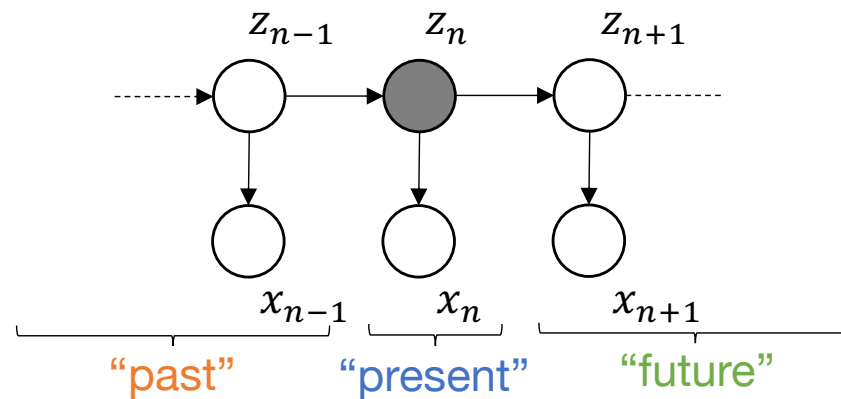 z_{n-1} z_n z_{n+1}
x_{n-1} x_n x_{n+1}
“past” “present” “future”